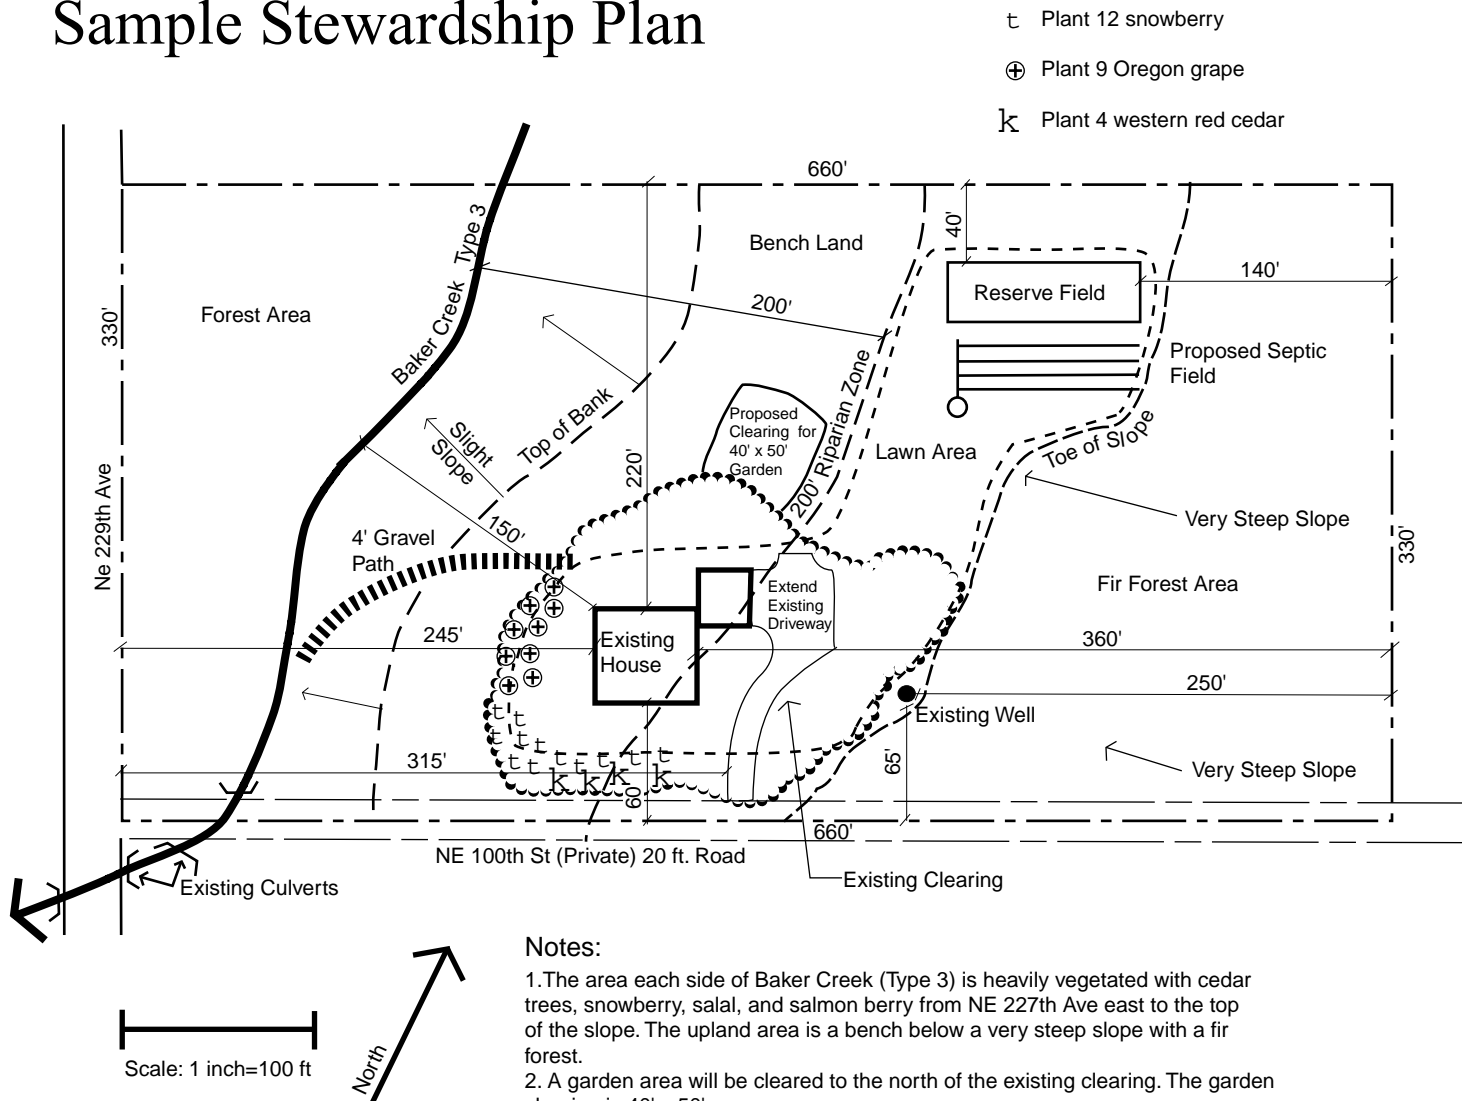 Sample Stewardship Plan
t Plant 12 snowberry
Plant 9 Oregon grape
k Plant 4 western red cedar
660'
Type 3
Bench Land
40'
Reserve Field
140'
Forest Area
330'
Baker Creek
200'
Proposed Septic
Field
Proposed
Clearing for
40' x 50'
Garden
200' Riparian Zone
Lawn Area
Toe of Slope
Top of Bank
Slight
Slope
220'
Ne 229th Ave
150'
4' Gravel
Path
Very Steep Slope
330'
Fir Forest Area
Extend
Existing
Driveway
245'
Existing
House
360'
250'
Existing Well
t
t
t
t
t
t
t
t
t
t
t
t
k
k
k
k
315'
60'
65'
Very Steep Slope
660'
NE 100th St (Private) 20 ft. Road
Existing Culverts
Existing Clearing
Notes:
1.The area each side of Baker Creek (Type 3) is heavily vegetated with cedar
trees, snowberry, salal, and salmon berry from NE 227th Ave east to the top
of the slope. The upland area is a bench below a very steep slope with a fir
forest.
2. A garden area will be cleared to the north of the existing clearing. The garden
Scale: 1 inch=100 ft
North